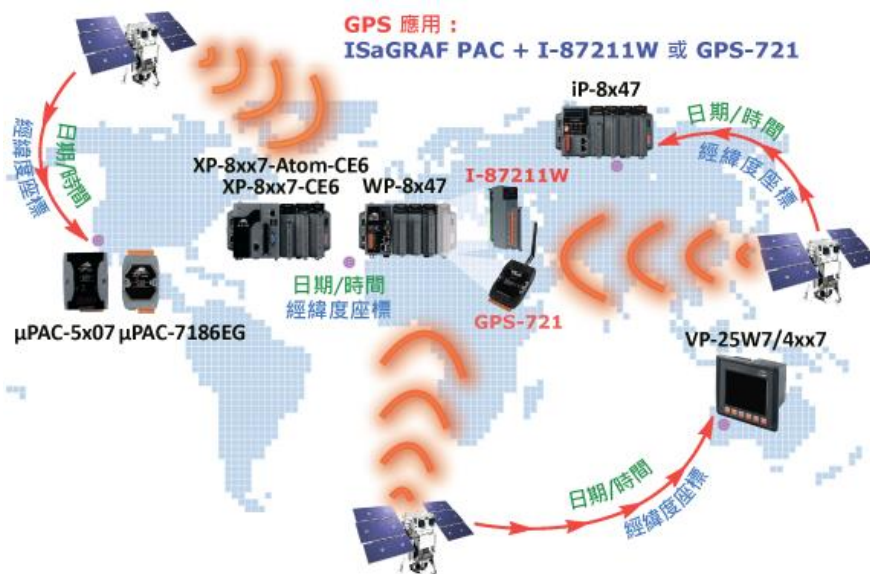 GPS 應用：
ISaGRAF PAC + I-87211W 或 GPS-721
iP-8x47
日期/時間
經緯度座標
日期/時間
經緯度座標
XP-8xx7-Atom-CE6
XP-8xx7-CE6
WP-8x47
I-87211W
日期/時間
經緯度座標
GPS-721
µPAC-5x07
µPAC-7186EG
VP-25W7/4xx7
日期/時間
經緯度座標